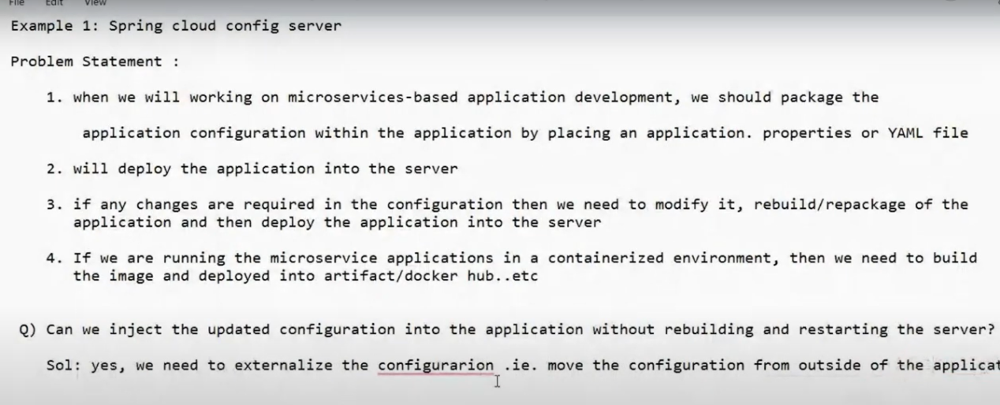 File Edit View
Example 1: Spring cloud config server
Problem Statement :
1. when we will working on microservices-based application development, we should package the
application configuration within the application by placing an application. properties or YAML file
2. will deploy the application into the server
3. if any changes are required in the configuration then we need to modify it, rebuild/repackage of the
application and then deploy the application into the server
4. If we are running the microservice applications in a containerized environment, then we need to build
the image and deployed into artifact/docker hub..etc
Q) Can we inject the updated configuration into the application without rebuilding and restarting the server?
Sol: yes, we need to externalize the configurarion .ie. move the configuration from outside of the applicat